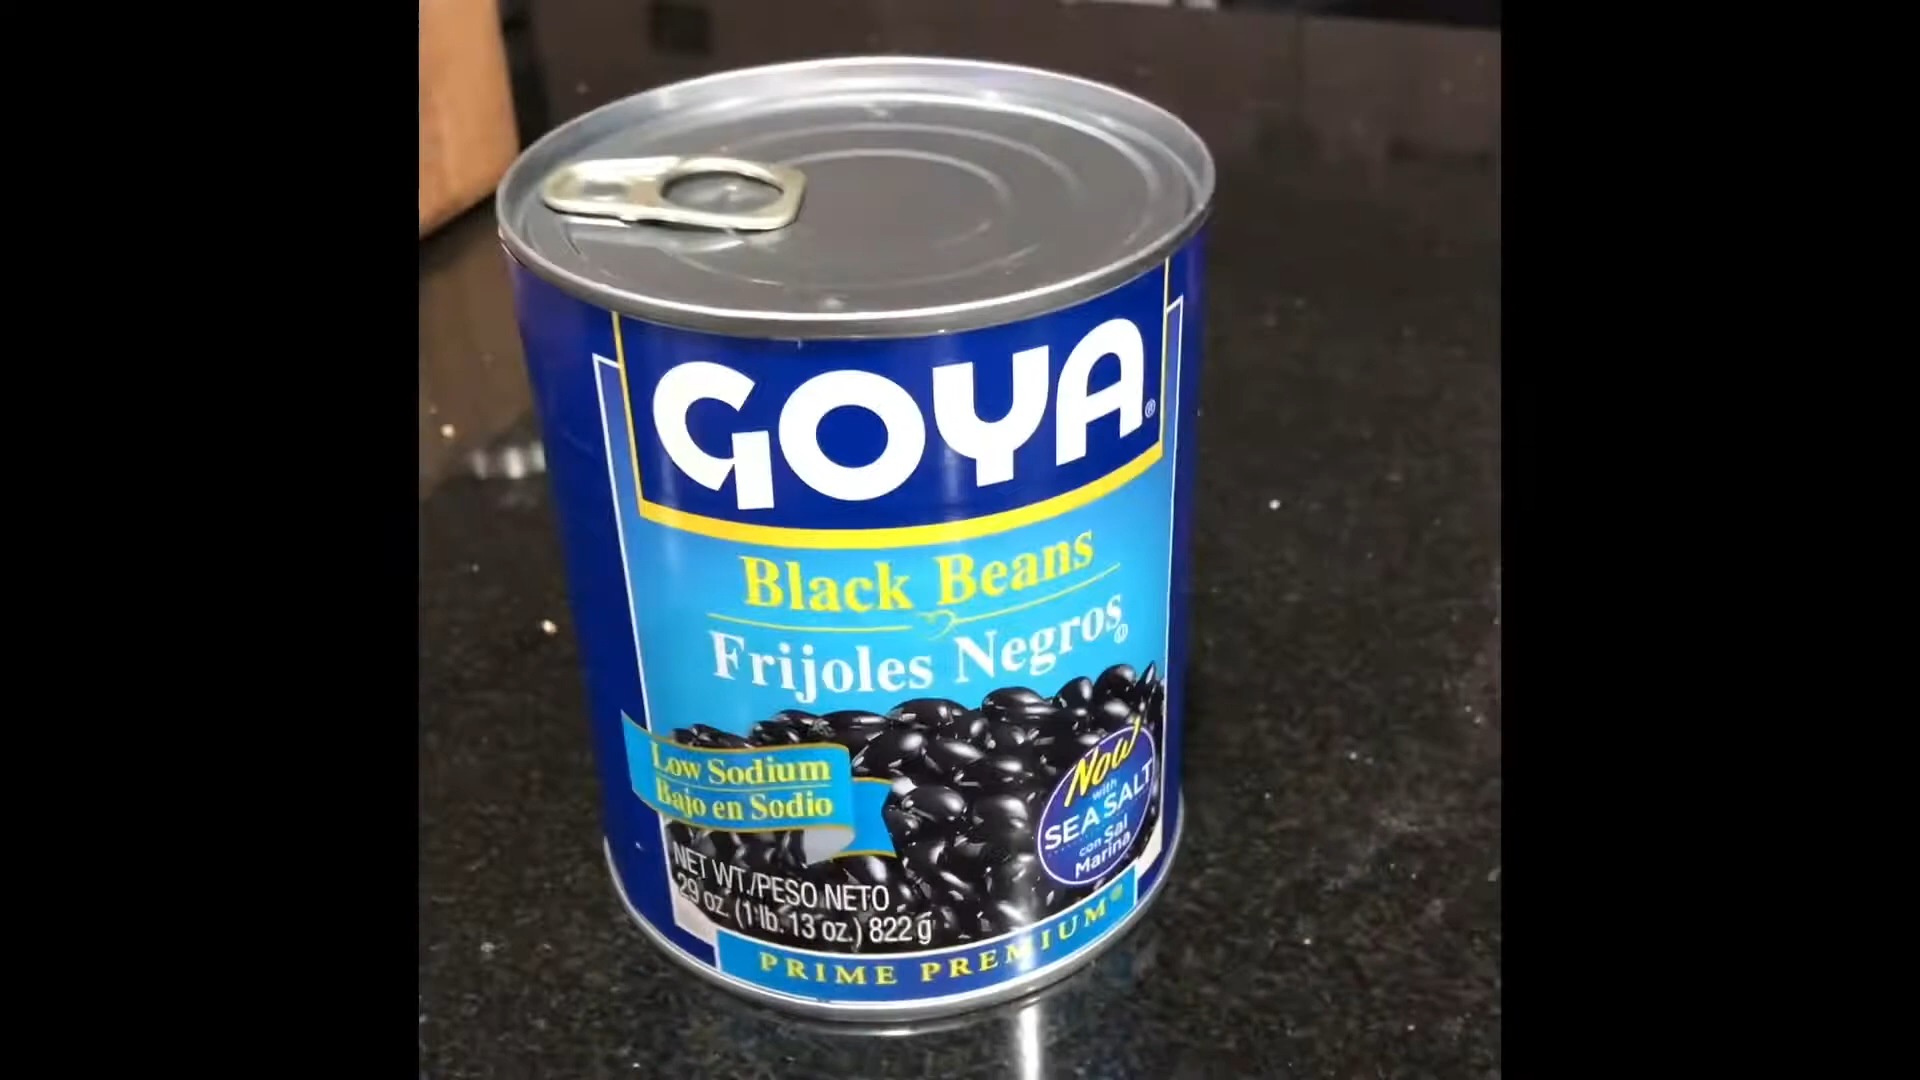 GOYA®
Black Beans
Frijoles Negros
Low Sodium
Bajo en Sodio
Now
with
SEA SALT
con Sal
Marina
NET WT./PESO NETO
29 oz. (1 lb. 13 oz.) 822 g
PRIME PREMIUM®